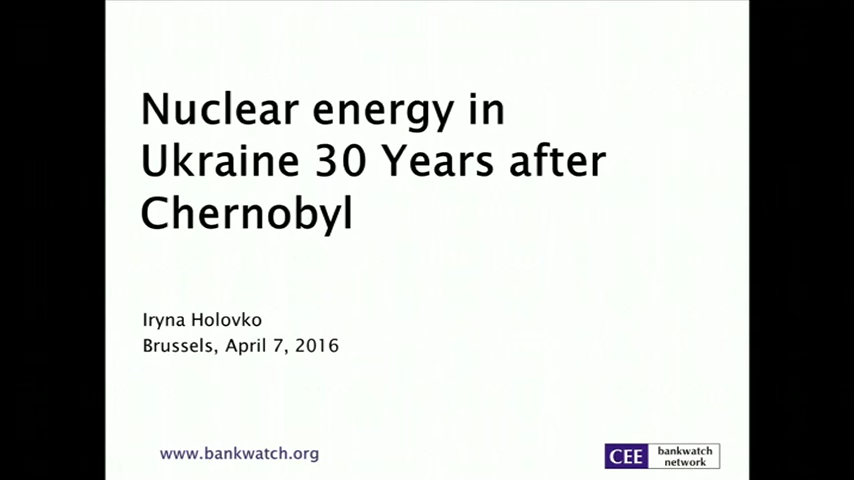 Nuclear energy in
Ukraine 30 Years after
Chernobyl
Iryna Holovko
Brussels, April 7, 2016
www.bankwatch.org
CEE bankwatch
network